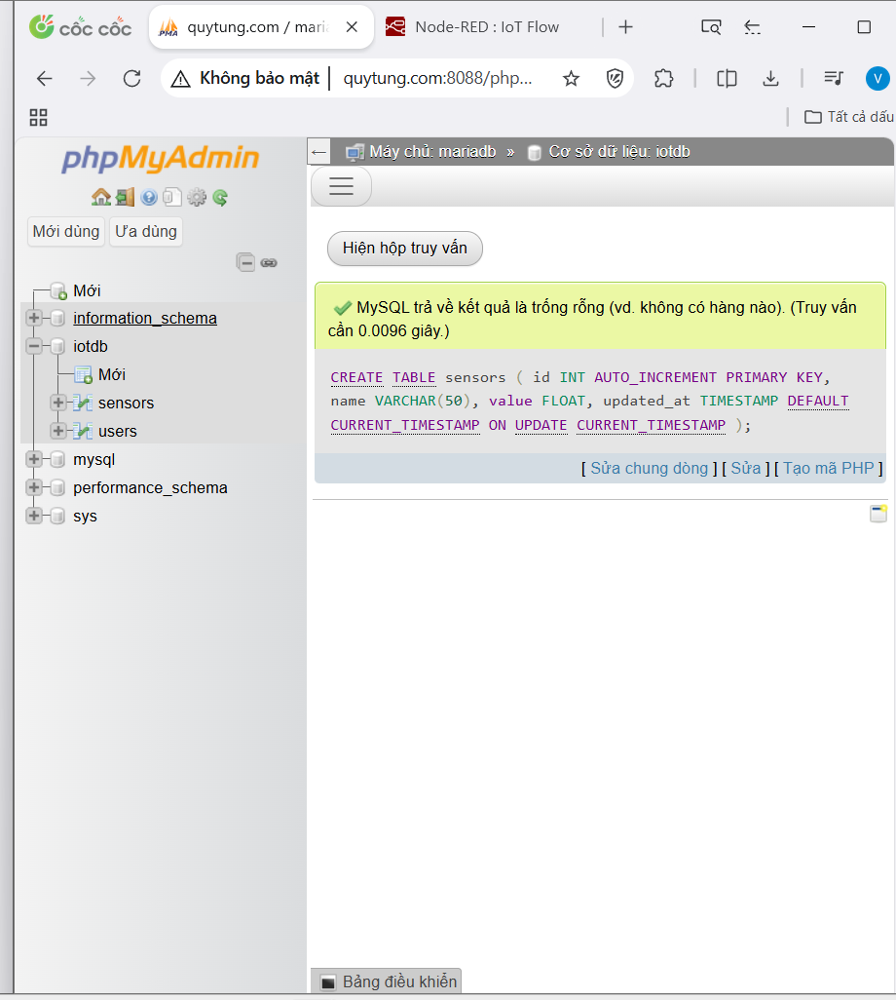 cốc cốc
quytung.com / maria
Node-RED : IoT Flow
Không bảo mật
quytung.com:8088/php...
V
Tất cả dấu
phpMyAdmin
Mới dùng
Ưa dùng
Mới
information_schema
iotdb
Mới
sensors
users
mysql
performance_schema
sys
Máy chủ: mariadb » Cơ sở dữ liệu: iotdb
Hiện hộp truy vấn
MySQL trả về kết quả là trống rỗng (vd. không có hàng nào). (Truy vấn
cần 0.0096 giây.)
CREATE TABLE sensors ( id INT AUTO_INCREMENT PRIMARY KEY,
name VARCHAR(50), value FLOAT, updated_at TIMESTAMP DEFAULT
CURRENT_TIMESTAMP ON UPDATE CURRENT_TIMESTAMP );
[ Sửa chung dòng ] [ Sửa ] [ Tạo mã PHP ]
Bảng điều khiển